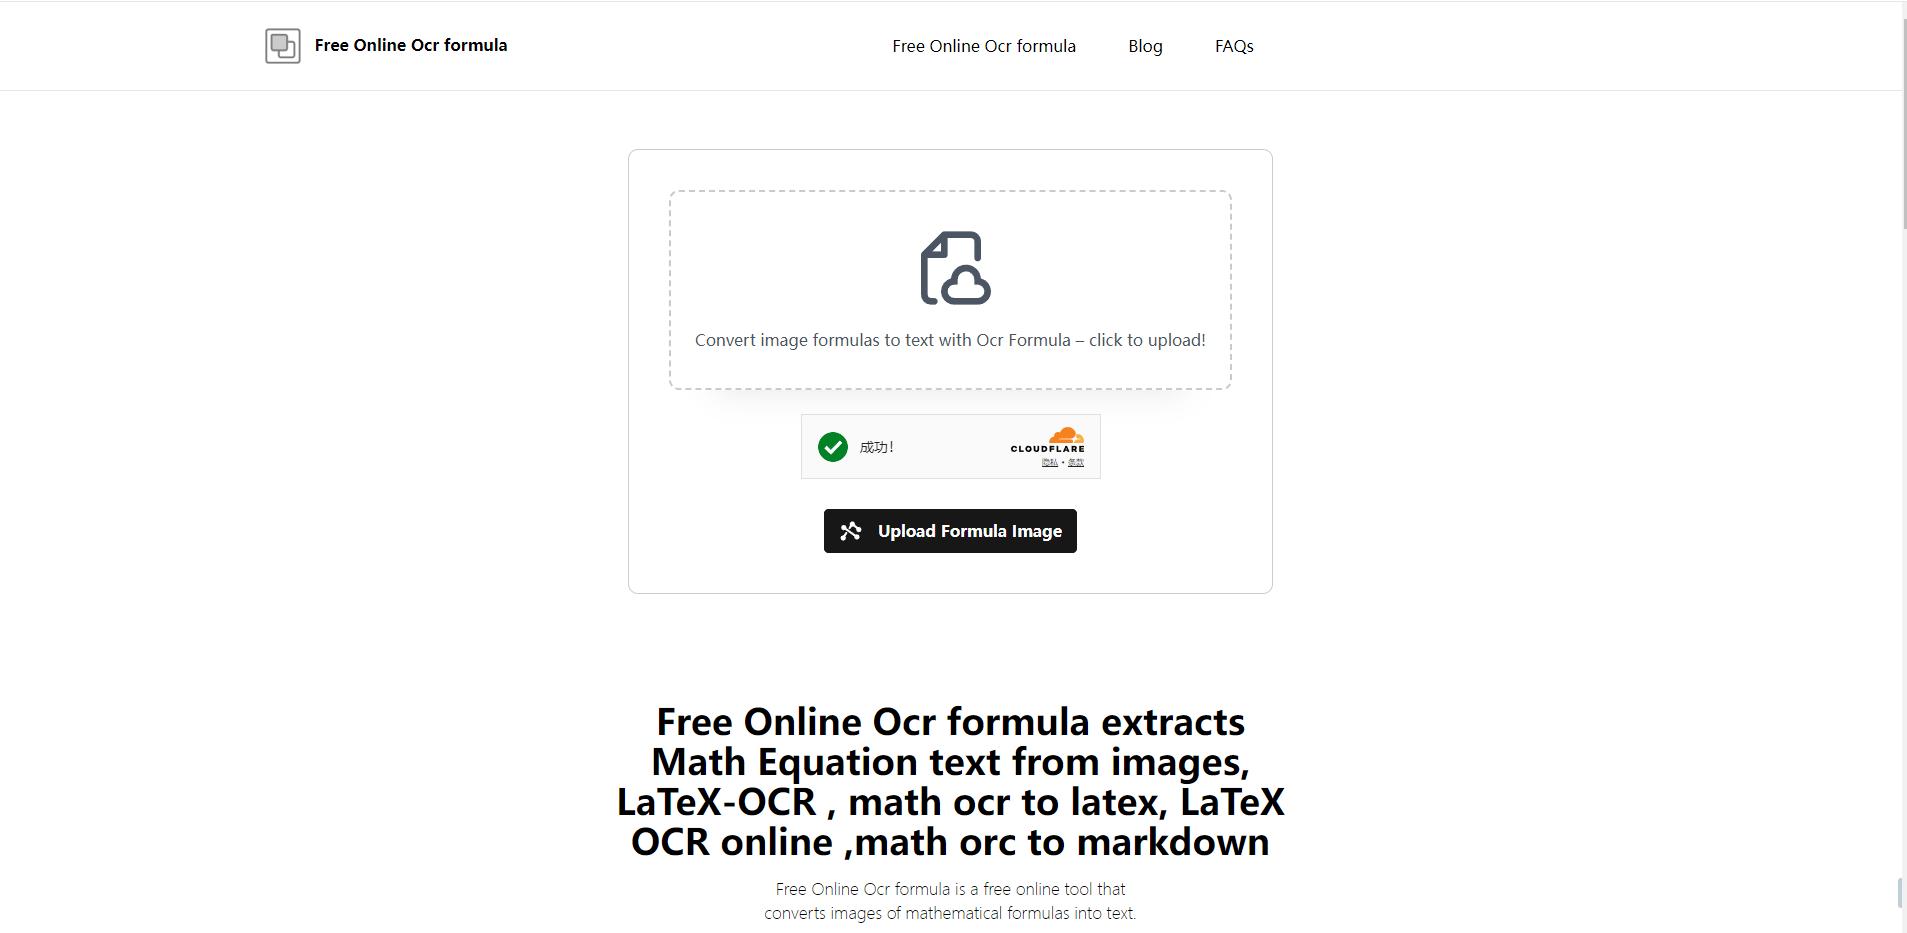 Free Online Ocr formula
Free Online Ocr formula Blog FAQs
Convert image formulas to text with Ocr Formula – click to upload!
成功！
CLOUDFLARE
隐私 • 条款
Upload Formula Image
Free Online Ocr formula extracts
Math Equation text from images,
LaTeX-OCR , math ocr to latex, LaTeX
OCR online ,math orc to markdown
Free Online Ocr formula is a free online tool that
converts images of mathematical formulas into text.